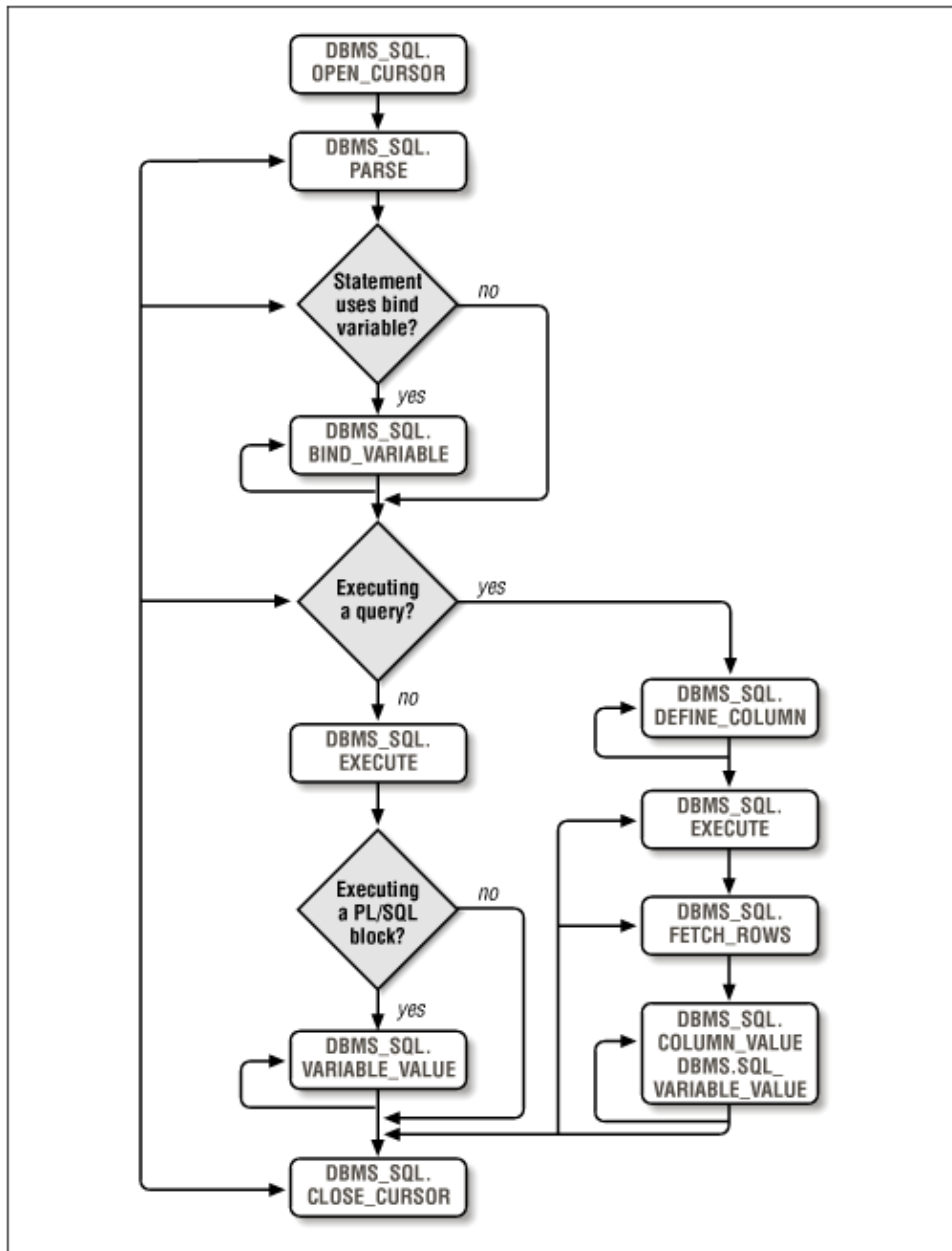 DBMS_SQL.
OPEN_CURSOR
DBMS_SQL.
PARSE
Statement
uses bind
variable?
no
yes
DBMS_SQL.
BIND_VARIABLE
Executing
a query?
yes
no
DBMS_SQL.
DEFINE_COLUMN
DBMS_SQL.
EXECUTE
DBMS_SQL.
EXECUTE
Executing
a PL/SQL
block?
no
yes
DBMS_SQL.
FETCH_ROWS
DBMS_SQL.
COLUMN_VALUE
DBMS.SQL_
VARIABLE_VALUE
DBMS_SQL.
VARIABLE_VALUE
DBMS_SQL.
CLOSE_CURSOR